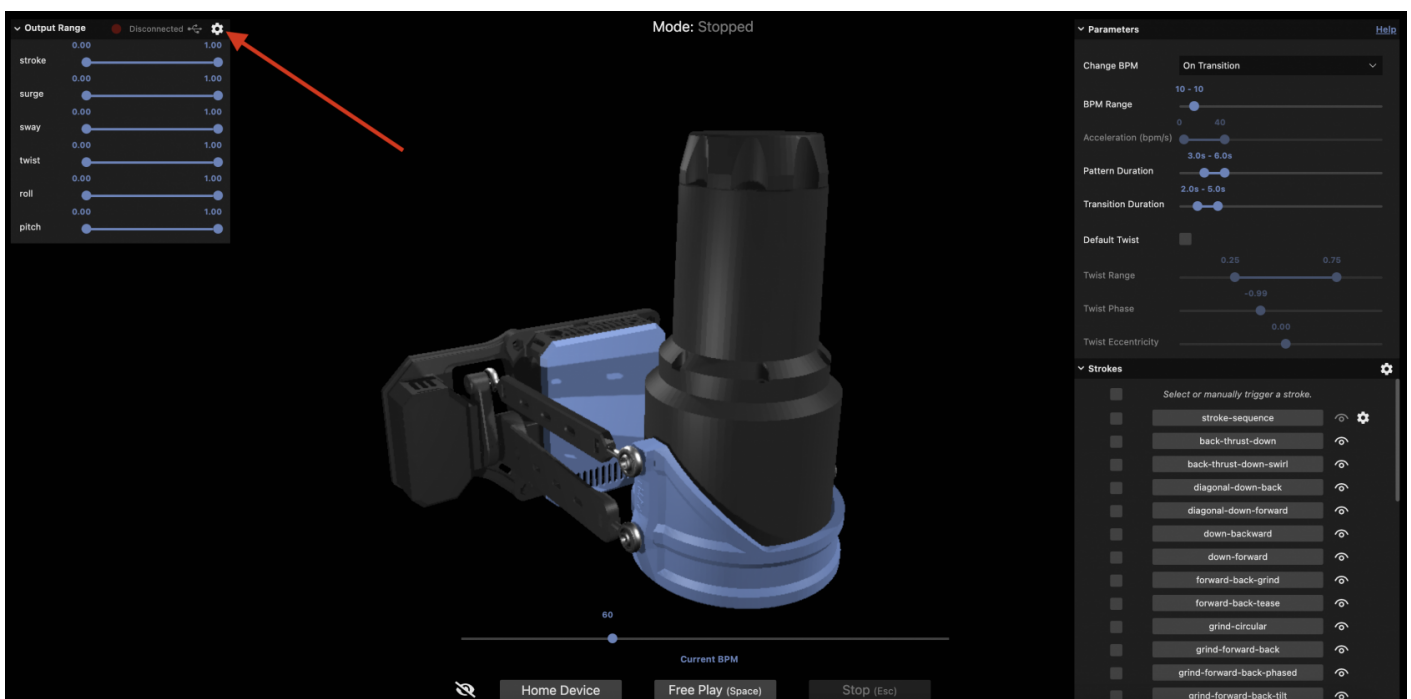 Output Range
Disconnected
0.00 1.00
stroke
0.00 1.00
surge
0.00 1.00
sway
0.00 1.00
twist
0.00 1.00
roll
0.00 1.00
pitch
Mode: Stopped
60
Current BPM
Home Device
Free Play (Space)
Stop (Esc)
Parameters
Help
Change BPM
On Transition
10 - 10
BPM Range
0 40
Acceleration (bpm/s)
3.0s - 6.0s
Pattern Duration
2.0s - 5.0s
Transition Duration
Default Twist
0.25 0.75
Twist Range
-0.99
Twist Phase
0.00
Twist Eccentricity
Strokes
Select or manually trigger a stroke.
stroke-sequence
back-thrust-down
back-thrust-down-swirl
diagonal-down-back
diagonal-down-forward
down-backward
down-forward
forward-back-grind
forward-back-tease
grind-circular
grind-forward-back
grind-forward-back-phased
grind-forward-back-tilt